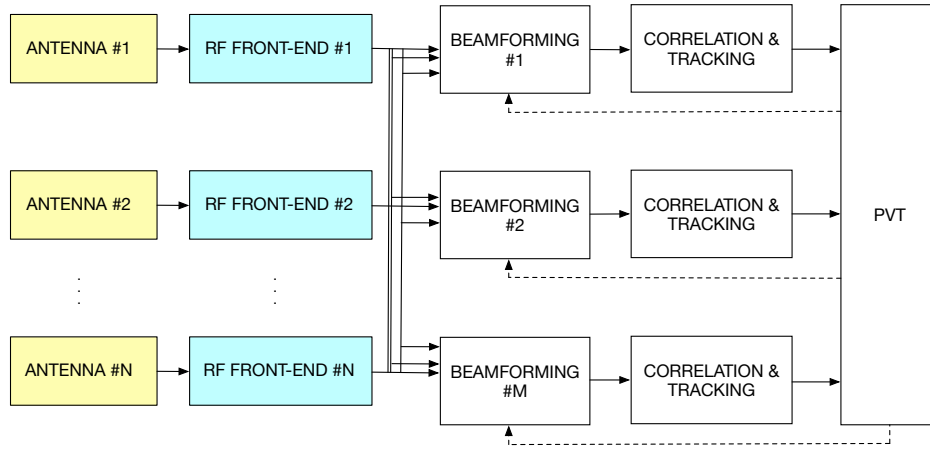 ANTENNA #1
RF FRONT-END #1
BEAMFORMING
#1
CORRELATION &
TRACKING
ANTENNA #2
RF FRONT-END #2
BEAMFORMING
#2
CORRELATION &
TRACKING
PVT
ANTENNA #N
RF FRONT-END #N
BEAMFORMING
#M
CORRELATION &
TRACKING